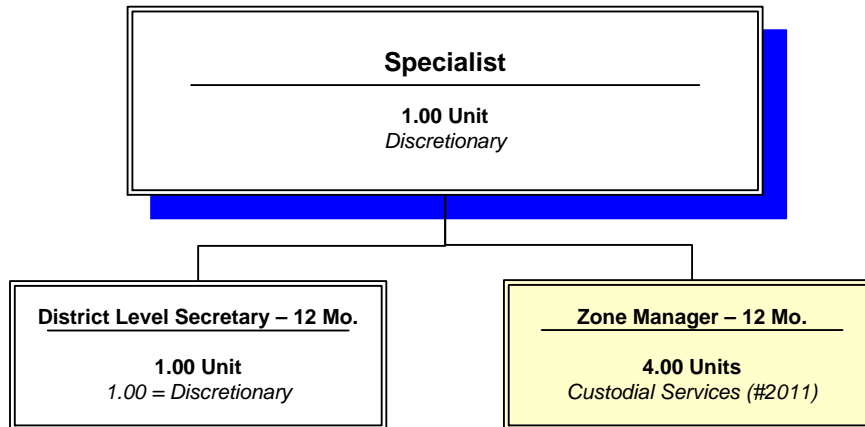 Specialist
1.00 Unit
Discretionary
District Level Secretary – 12 Mo.
1.00 Unit
1.00 = Discretionary
Zone Manager – 12 Mo.
4.00 Units
Custodial Services (#2011)